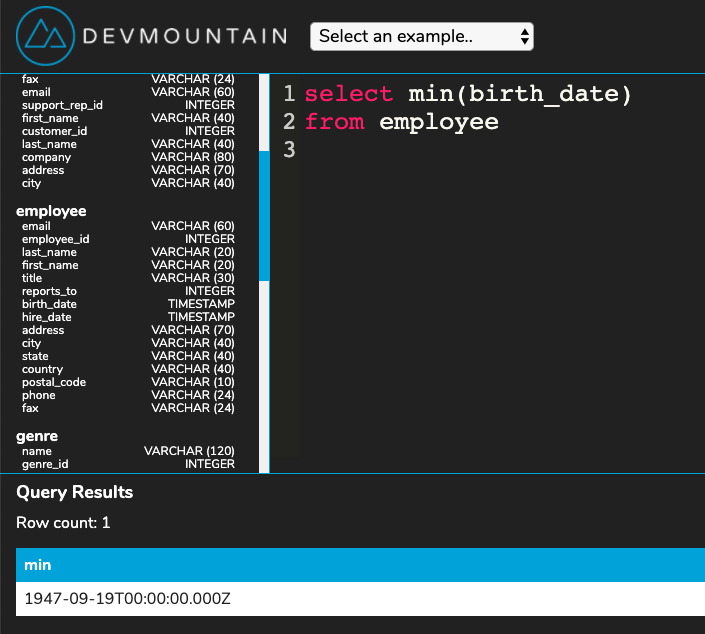 DEVMOUNTAIN Select an example..
fax VARCHAR (24)
email VARCHAR (60)
support_rep_id INTEGER
first_name VARCHAR (40)
customer_id INTEGER
last_name VARCHAR (40)
company VARCHAR (80)
address VARCHAR (70)
city VARCHAR (40)
employee
email VARCHAR (60)
employee_id INTEGER
last_name VARCHAR (20)
first_name VARCHAR (20)
title VARCHAR (30)
reports_to INTEGER
birth_date TIMESTAMP
hire_date TIMESTAMP
address VARCHAR (70)
city VARCHAR (40)
state VARCHAR (40)
country VARCHAR (40)
postal_code VARCHAR (10)
phone VARCHAR (24)
fax VARCHAR (24)
genre
name VARCHAR (120)
genre_id INTEGER
1 select min(birth_date)
2 from employee
3
Query Results
Row count: 1
min
1947-09-19T00:00:00.000Z